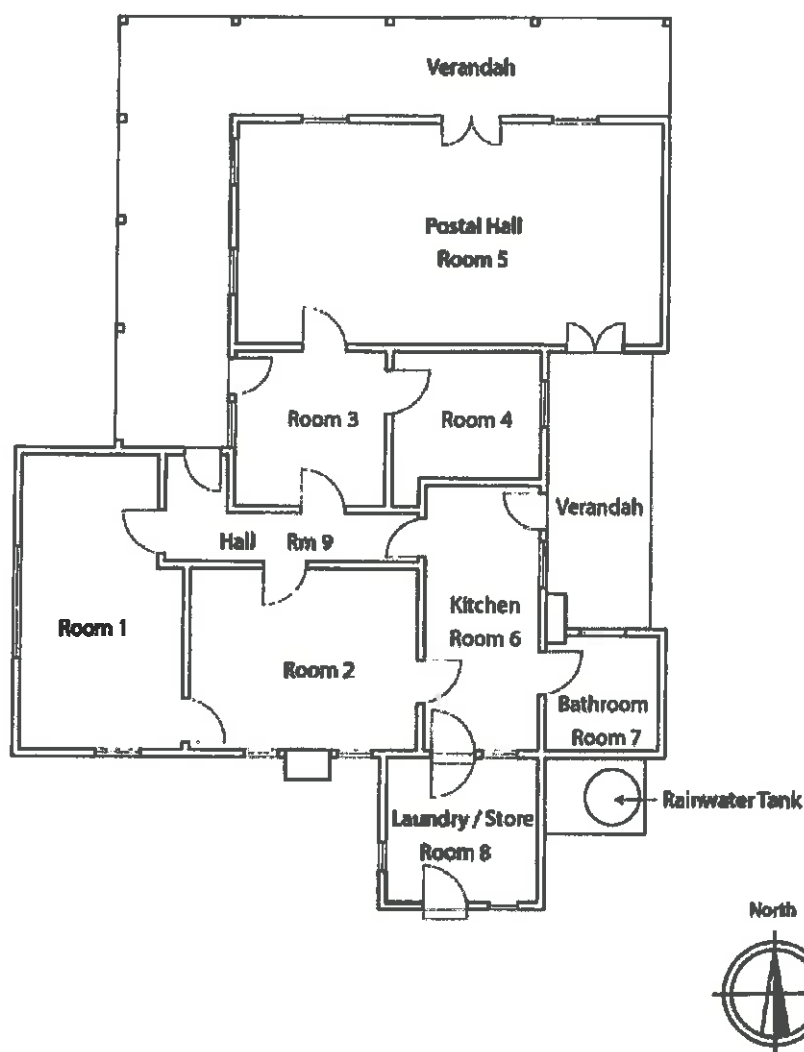 Verandah
Postal Hall
Room 5
Room 3
Room 4
Verandah
Hall Rm 9
Kitchen
Room 6
Room 1
Room 2
Bathroom
Room 7
Rainwater Tank
Laundry / Store
Room 8
North